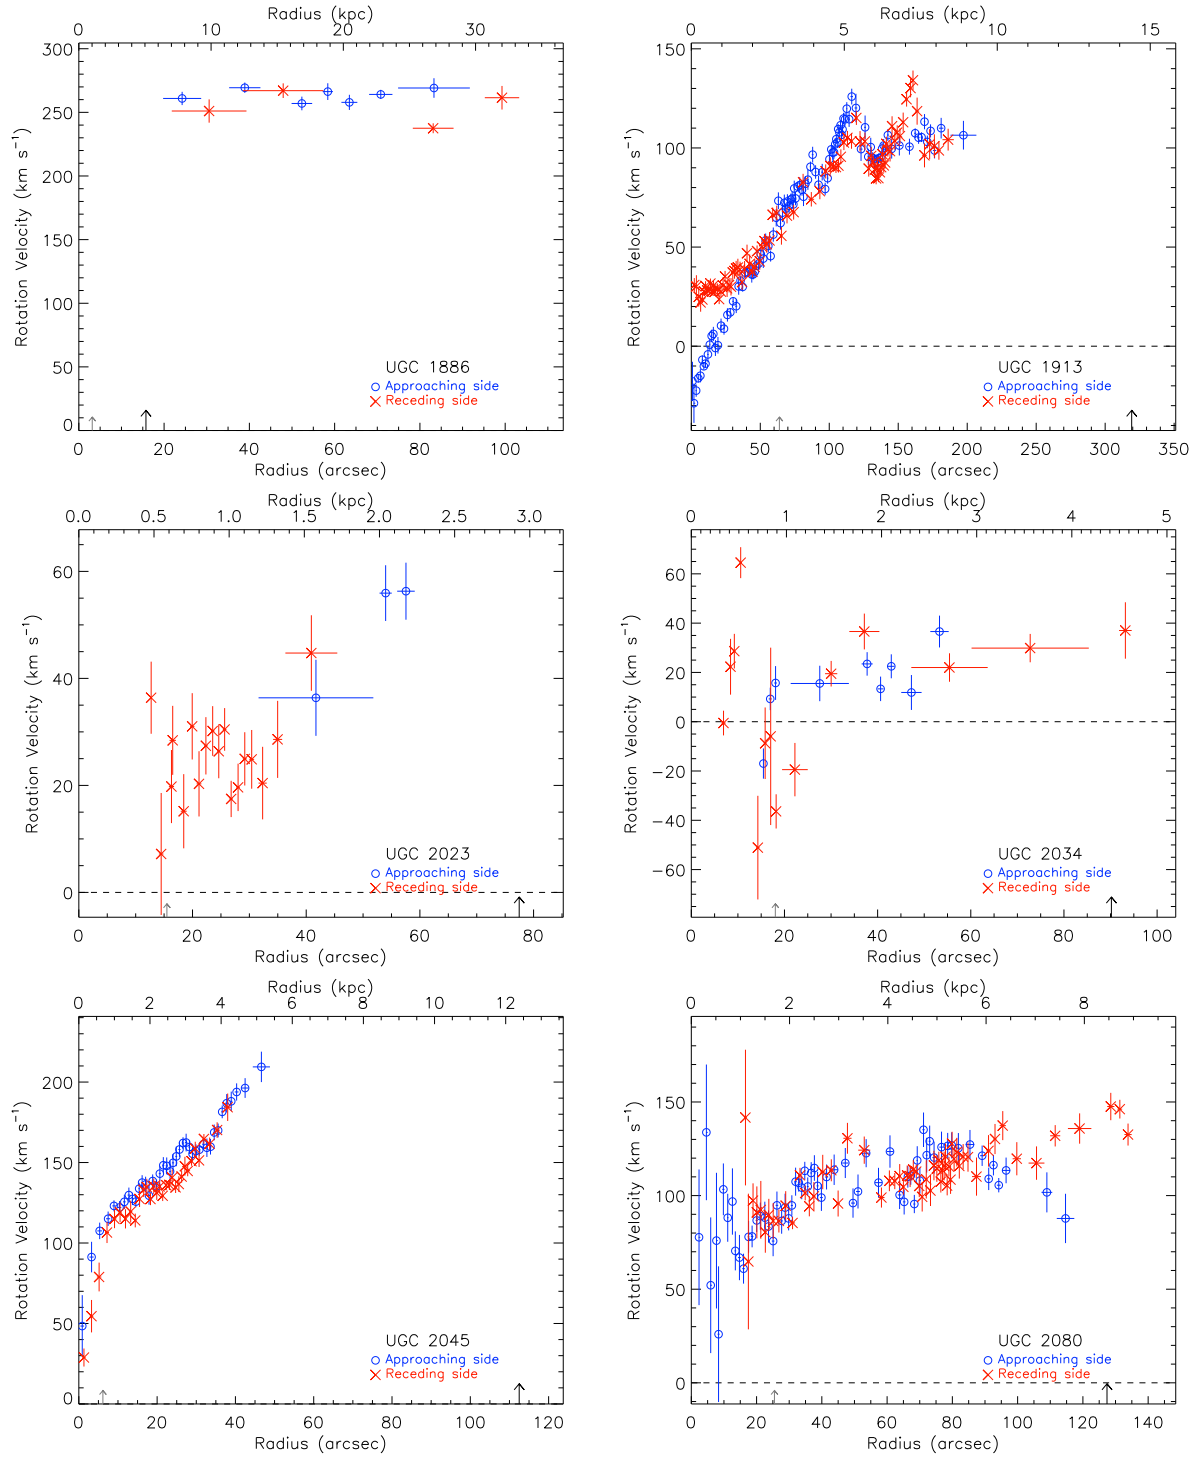 Radius (kpc)
0 10 20 30
Rotation Velocity (km s⁻¹)
300
250
200
150
100
50
0
UGC 1886
Approaching side
Receding side
0 20 40 60 80 100
Radius (arcsec)
Radius (kpc)
0 5 10 15
Rotation Velocity (km s⁻¹)
150
100
50
0
UGC 1913
Approaching side
Receding side
0 50 100 150 200 250 300 350
Radius (arcsec)
Radius (kpc)
0.0 0.5 1.0 1.5 2.0 2.5 3.0
Rotation Velocity (km s⁻¹)
60
40
20
0
UGC 2023
Approaching side
Receding side
0 20 40 60 80
Radius (arcsec)
Radius (kpc)
0 1 2 3 4 5
Rotation Velocity (km s⁻¹)
60
40
20
0
−20
−40
−60
UGC 2034
Approaching side
Receding side
0 20 40 60 80 100
Radius (arcsec)
Radius (kpc)
0 2 4 6 8 10 12
Rotation Velocity (km s⁻¹)
200
150
100
50
0
UGC 2045
Approaching side
Receding side
0 20 40 60 80 100 120
Radius (arcsec)
Radius (kpc)
0 2 4 6 8
Rotation Velocity (km s⁻¹)
150
100
50
0
UGC 2080
Approaching side
Receding side
0 20 40 60 80 100 120 140
Radius (arcsec)